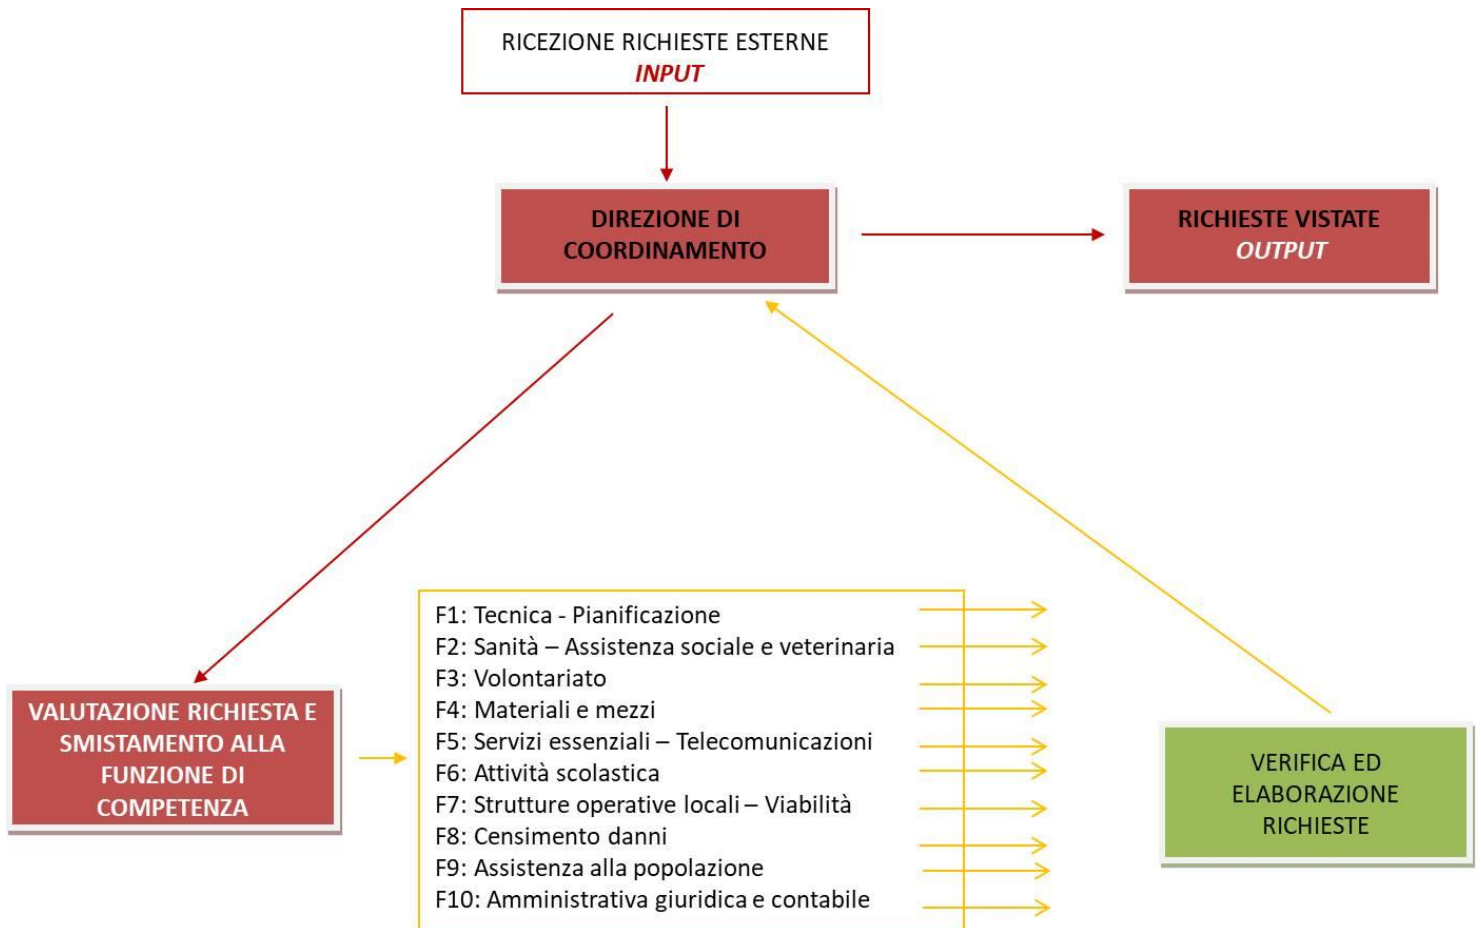 RICEZIONE RICHIESTE ESTERNE
INPUT
DIREZIONE DI
COORDINAMENTO
RICHIESTE VISTATE
OUTPUT
VALUTAZIONE RICHIESTA E
SMISTAMENTO ALLA
FUNZIONE DI
COMPETENZA
F1: Tecnica - Pianificazione
F2: Sanità – Assistenza sociale e veterinaria
F3: Volontariato
F4: Materiali e mezzi
F5: Servizi essenziali – Telecomunicazioni
F6: Attività scolastica
F7: Strutture operative locali – Viabilità
F8: Censimento danni
F9: Assistenza alla popolazione
F10: Amministrativa giuridica e contabile
VERIFICA ED
ELABORAZIONE
RICHIESTE